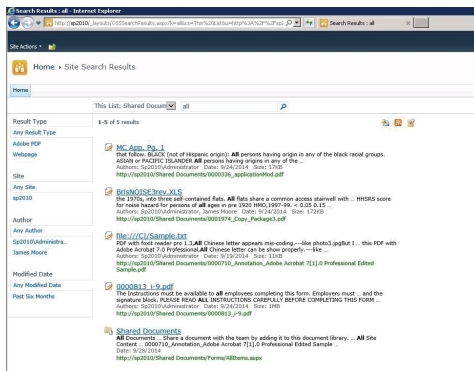 Search Results : all - Internet Explorer
http://sp2010/_layouts/OSSSearchResults.aspx?k=all&cs=This%20List&u=http%3A%2F%2Fsp2
Search Results : all
Site Actions
Home › Site Search Results
Home
This List: Shared Docum all
Result Type
Any Result Type
Adobe PDF
Webpage
Site
Any Site
sp2010
Author
Any Author
Sp2010\Administra...
James Moore
Modified Date
Any Modified Date
Past Six Months
1-5 of 5 results
MC App. Pg. 1
that follow. BLACK (not of Hispanic origin): All persons having origin in any of the black racial groups.
ASIAN or PACIFIC ISLANDER All persons having origins in any of the ...
Authors: Sp2010\Administrator Date: 9/24/2014 Size: 17KB
http://sp2010/Shared Documents/0000336_applicationMod.pdf
BrisNOISE3rev.XLS
the 1970s, into three self-contained flats. All flats share a common access stairwell with ... HHSRS score
for noise hazard for persons of all ages in pre 1920 HMO,1997-99. < 0.05 0.15 ...
Authors: Sp2010\Administrator, James Moore Date: 9/24/2014 Size: 172KB
http://sp2010/Shared Documents/0001974_Copy_Package3.pdf
file:///C|/Sample.txt
PDF with foxit reader pro 1.3,All Chinese letter appears mis-coding.----like photo3.jpgBut 1 ... this PDF with
Adobe Acrobat 7.0 Professional,All Chinese letter can be show properly.----like ...
Authors: Sp2010\Administrator Date: 9/19/2014 Size: 11KB
http://sp2010/Shared Documents/0000710_Annotation_Adobe Acrobat 7[1].0 Professional Edited
Sample.pdf
0000813_i-9.pdf
The Instructions must be available to all employees completing this form. Employers must ... and the
signature block. PLEASE READ ALL INSTRUCTIONS CAREFULLY BEFORE COMPLETING THIS FORM ...
Authors: Sp2010\Administrator Date: 9/24/2014 Size: 1MB
http://sp2010/Shared Documents/0000813_i-9.pdf
Shared Documents
All Documents ... Share a document with the team by adding it to this document library. ... All Site
Content .. 0000710_Annotation_Adobe Acrobat 7[1].0 Professional Edited Sample ...
Date: 9/28/2014
http://sp2010/Shared Documents/Forms/AllItems.aspx